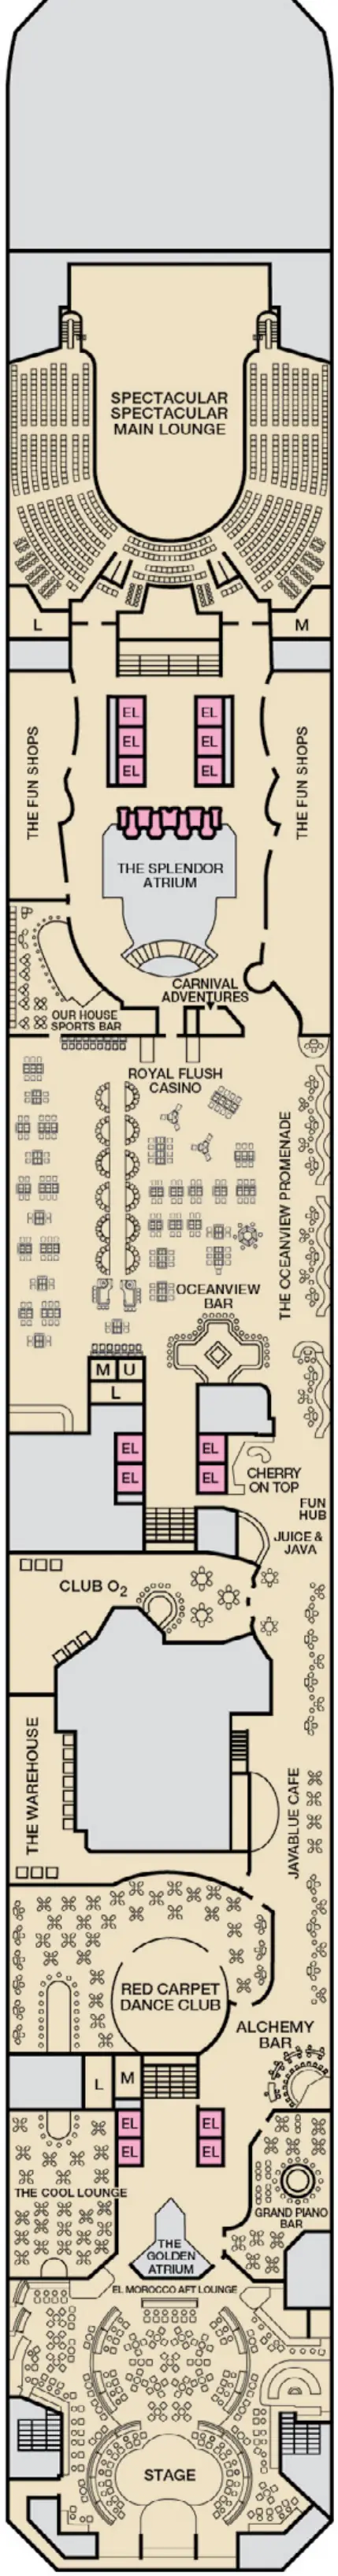 SPECTACULAR
SPECTACULAR
MAIN LOUNGE
L
M
EL
EL
EL
EL
EL
EL
THE FUN SHOPS
THE FUN SHOPS
THE SPLENDOR
ATRIUM
CARNIVAL
ADVENTURES
OUR HOUSE
SPORTS BAR
ROYAL FLUSH
CASINO
THE OCEANVIEW PROMENADE
OCEANVIEW
BAR
M U
L
EL
EL
EL
EL
CHERRY
ON TOP
FUN
HUB
JUICE &
JAVA
CLUB O2
THE WAREHOUSE
JAVABLUE CAFE
RED CARPET
DANCE CLUB
ALCHEMY
BAR
L
M
EL
EL
EL
EL
THE COOL LOUNGE
GRAND PIANO
BAR
THE
GOLDEN
ATRIUM
EL MOROCCO AFT LOUNGE
STAGE